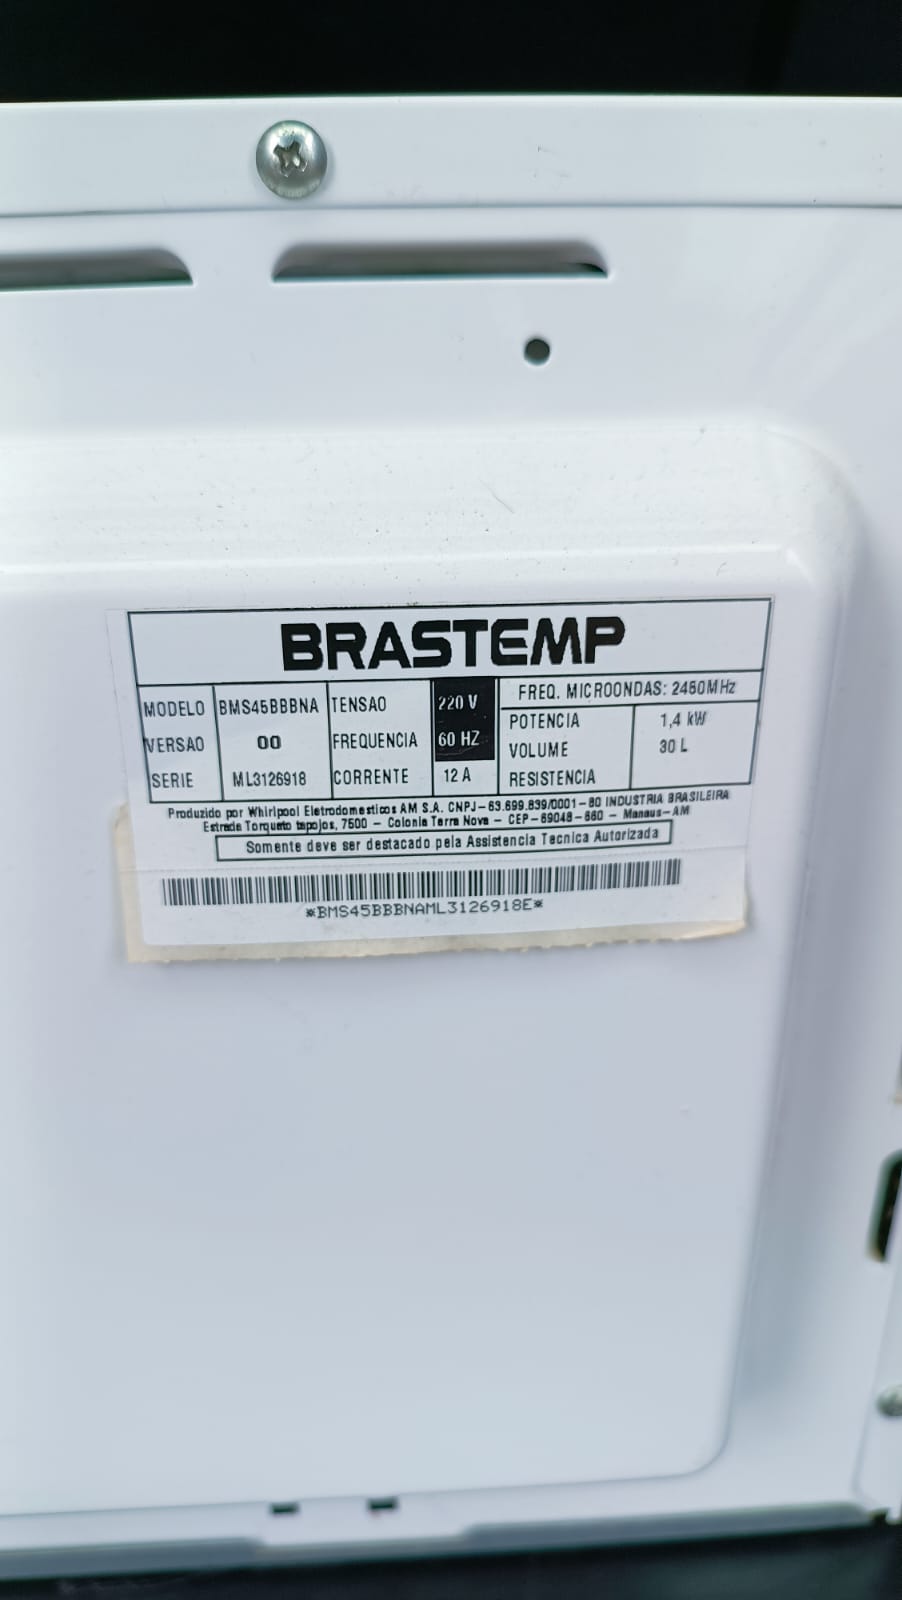 BRASTEMP
MODELO BMS45BBBNA TENSAO 220 V FREQ. MICROONDAS: 2450MHz
VERSAO 00 FREQUENCIA 60 HZ POTENCIA 1,4 kW
SERIE ML3126918 CORRENTE 12 A VOLUME 30 L
RESISTENCIA
Produzido por Whirlpool Eletrodomesticos AM S.A. CNPJ-63.699.839/0001-80 INDUSTRIA BRASILEIRA
Estrada Torquato tapajos, 7500 - Colonia Terra Nova - CEP-69048-660 - Manaus-AM
Somente deve ser destacado pela Assistencia Tecnica Autorizada
*BMS45BBBNAML3126918E*